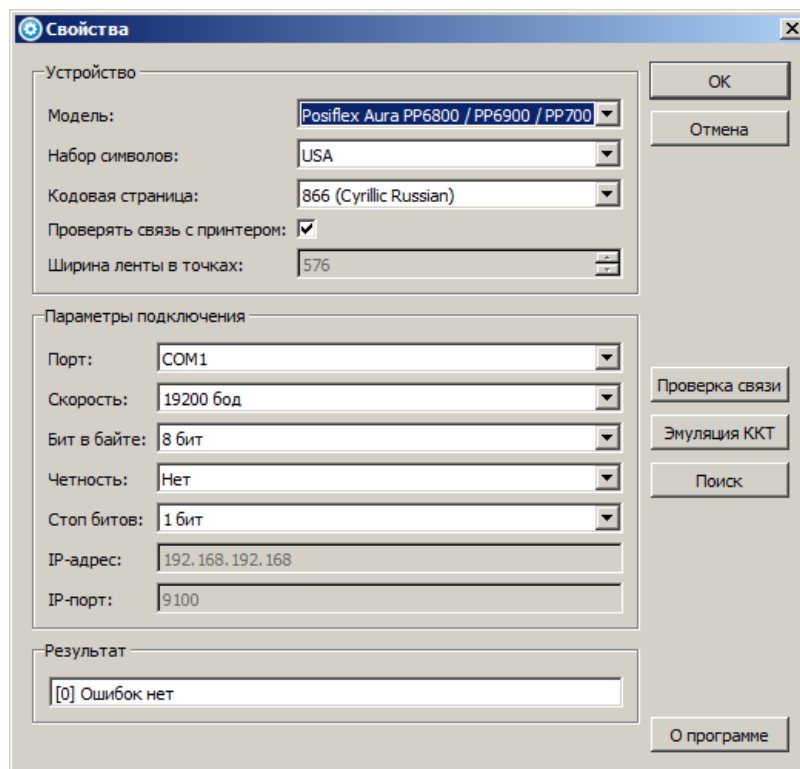 Свойства
Устройство
OK
Модель: Posiflex Aura PP6800 / PP6900 / PP700
Отмена
Набор символов: USA
Кодовая страница: 866 (Cyrillic Russian)
Проверять связь с принтером:
Ширина ленты в точках: 576
Параметры подключения
Порт: COM1
Проверка связи
Скорость: 19200 бод
Бит в байте: 8 бит
Эмуляция ККТ
Четность: Нет
Поиск
Стоп битов: 1 бит
IP-адрес: 192.168.192.168
IP-порт: 9100
Результат
[0] Ошибок нет
О программе